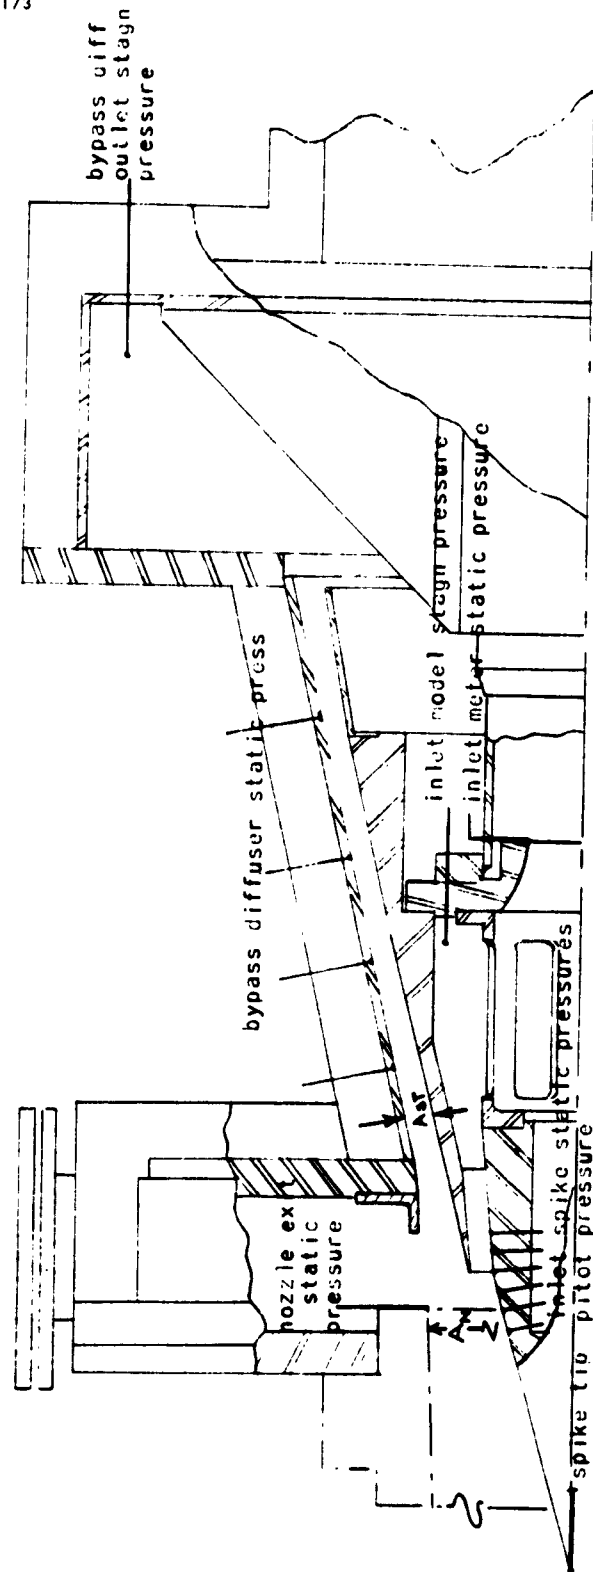 173
bypass diff
outlet stagn
pressure
bypass diffuser static press
inlet model stagn pressure
inlet meter static pressure
nozzle ex
static
pressure
inlet spike static pressures
spike tip pitot pressure